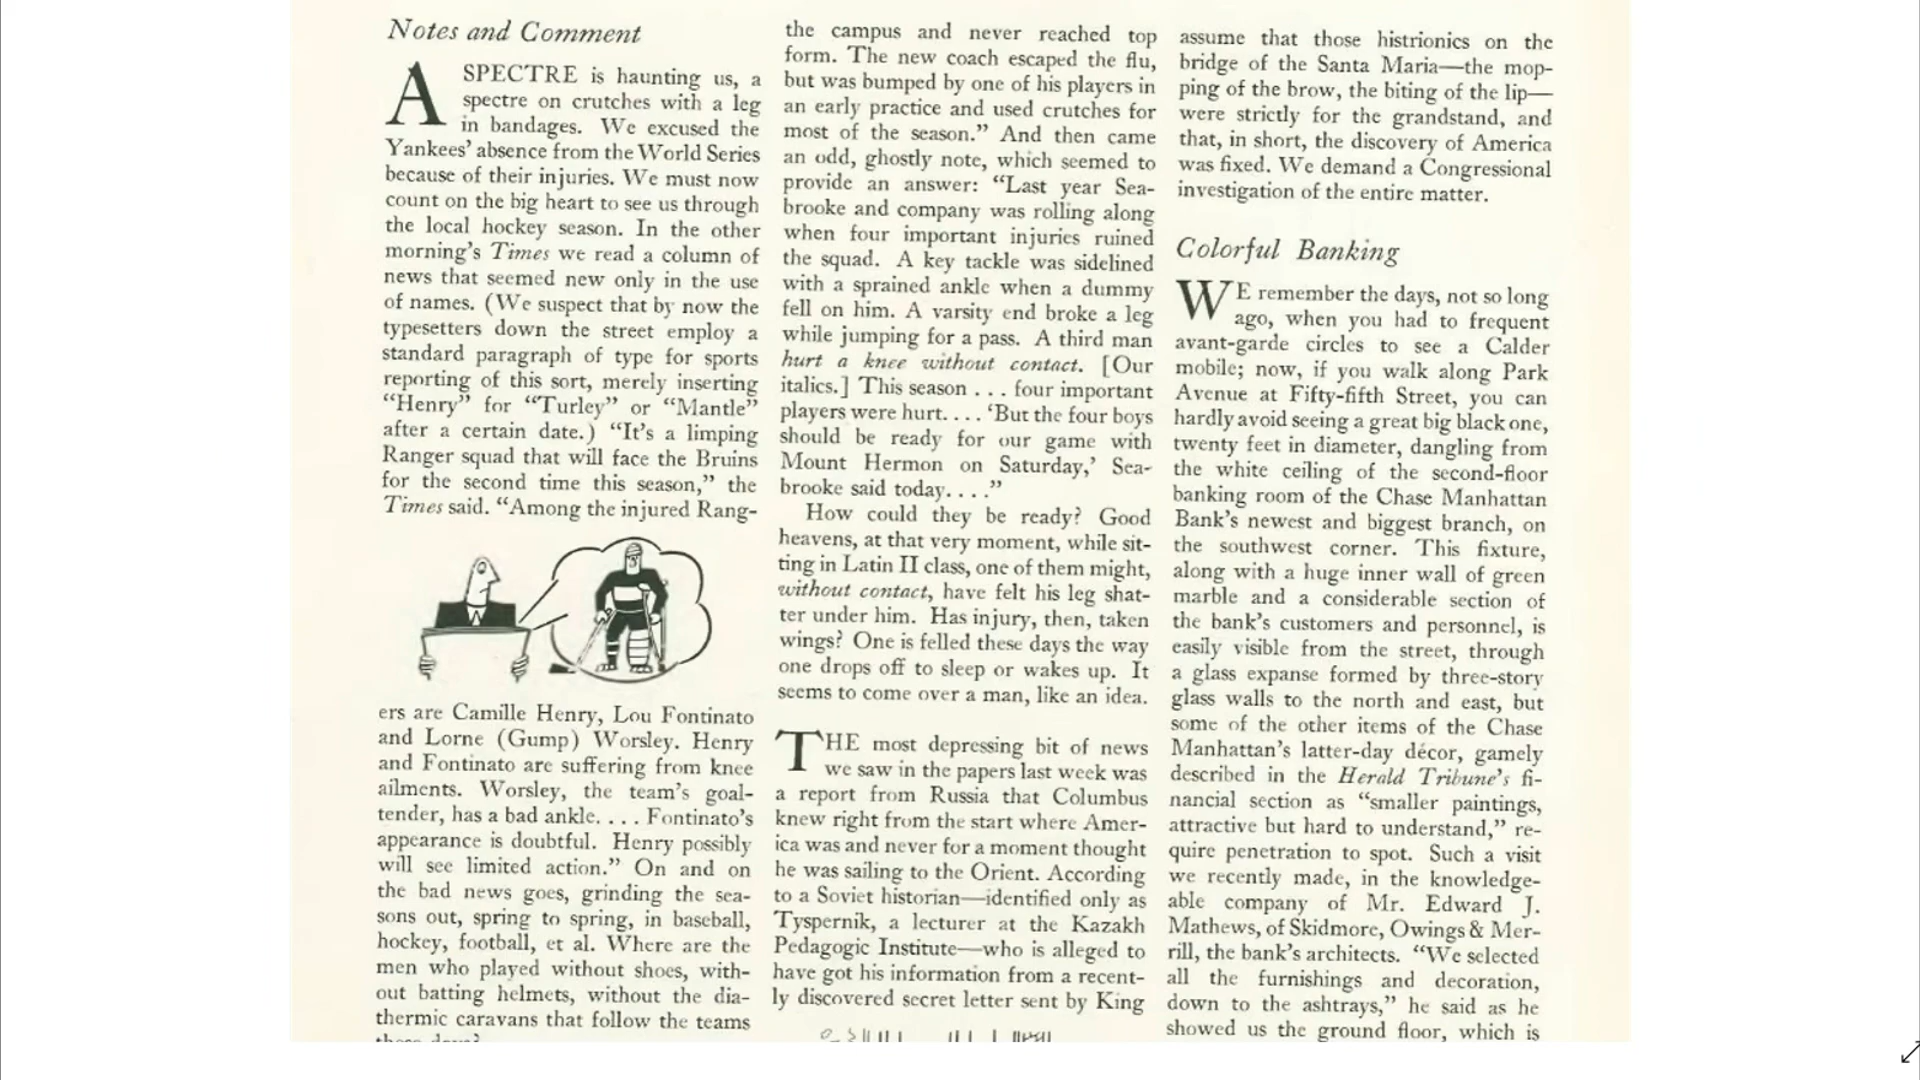 Notes and Comment
A SPECTRE is haunting us, a
spectre on crutches with a leg
in bandages. We excused the
Yankees' absence from the World Series
because of their injuries. We must now
count on the big heart to see us through
the local hockey season. In the other
morning's Times we read a column of
news that seemed new only in the use
of names. (We suspect that by now the
typesetters down the street employ a
standard paragraph of type for sports
reporting of this sort, merely inserting
"Henry" for "Turley" or "Mantle"
after a certain date.) "It's a limping
Ranger squad that will face the Bruins
for the second time this season," the
Times said. "Among the injured Rang-
ers are Camille Henry, Lou Fontinato
and Lorne (Gump) Worsley. Henry
and Fontinato are suffering from knee
ailments. Worsley, the team's goal-
tender, has a bad ankle. . . . Fontinato's
appearance is doubtful. Henry possibly
will see limited action." On and on
the bad news goes, grinding the sea-
sons out, spring to spring, in baseball,
hockey, football, et al. Where are the
men who played without shoes, with-
out batting helmets, without the dia-
thermic caravans that follow the teams
the campus and never reached top
form. The new coach escaped the flu,
but was bumped by one of his players in
an early practice and used crutches for
most of the season." And then came
an odd, ghostly note, which seemed to
provide an answer: "Last year Sea-
brooke and company was rolling along
when four important injuries ruined
the squad. A key tackle was sidelined
with a sprained ankle when a dummy
fell on him. A varsity end broke a leg
while jumping for a pass. A third man
hurt a knee without contact. [Our
italics.] This season . . . four important
players were hurt. . . . 'But the four boys
should be ready for our game with
Mount Hermon on Saturday,' Sea-
brooke said today. . . ."
How could they be ready? Good
heavens, at that very moment, while sit-
ting in Latin II class, one of them might,
without contact, have felt his leg shat-
ter under him. Has injury, then, taken
wings? One is felled these days the way
one drops off to sleep or wakes up. It
seems to come over a man, like an idea.
THE most depressing bit of news
we saw in the papers last week was
a report from Russia that Columbus
knew right from the start where Amer-
ica was and never for a moment thought
he was sailing to the Orient. According
to a Soviet historian—identified only as
Tyspernik, a lecturer at the Kazakh
Pedagogic Institute—who is alleged to
have got his information from a recent-
ly discovered secret letter sent by King
assume that those histrionics on the
bridge of the Santa Maria—the mop-
ping of the brow, the biting of the lip—
were strictly for the grandstand, and
that, in short, the discovery of America
was fixed. We demand a Congressional
investigation of the entire matter.
Colorful Banking
WE remember the days, not so long
ago, when you had to frequent
avant-garde circles to see a Calder
mobile; now, if you walk along Park
Avenue at Fifty-fifth Street, you can
hardly avoid seeing a great big black one,
twenty feet in diameter, dangling from
the white ceiling of the second-floor
banking room of the Chase Manhattan
Bank's newest and biggest branch, on
the southwest corner. This fixture,
along with a huge inner wall of green
marble and a considerable section of
the bank's customers and personnel, is
easily visible from the street, through
a glass expanse formed by three-story
glass walls to the north and east, but
some of the other items of the Chase
Manhattan's latter-day décor, gamely
described in the Herald Tribune's fi-
nancial section as "smaller paintings,
attractive but hard to understand," re-
quire penetration to spot. Such a visit
we recently made, in the knowledge-
able company of Mr. Edward J.
Mathews, of Skidmore, Owings & Mer-
rill, the bank's architects. "We selected
all the furnishings and decoration,
down to the ashtrays," he said as he
showed us the ground floor, which is